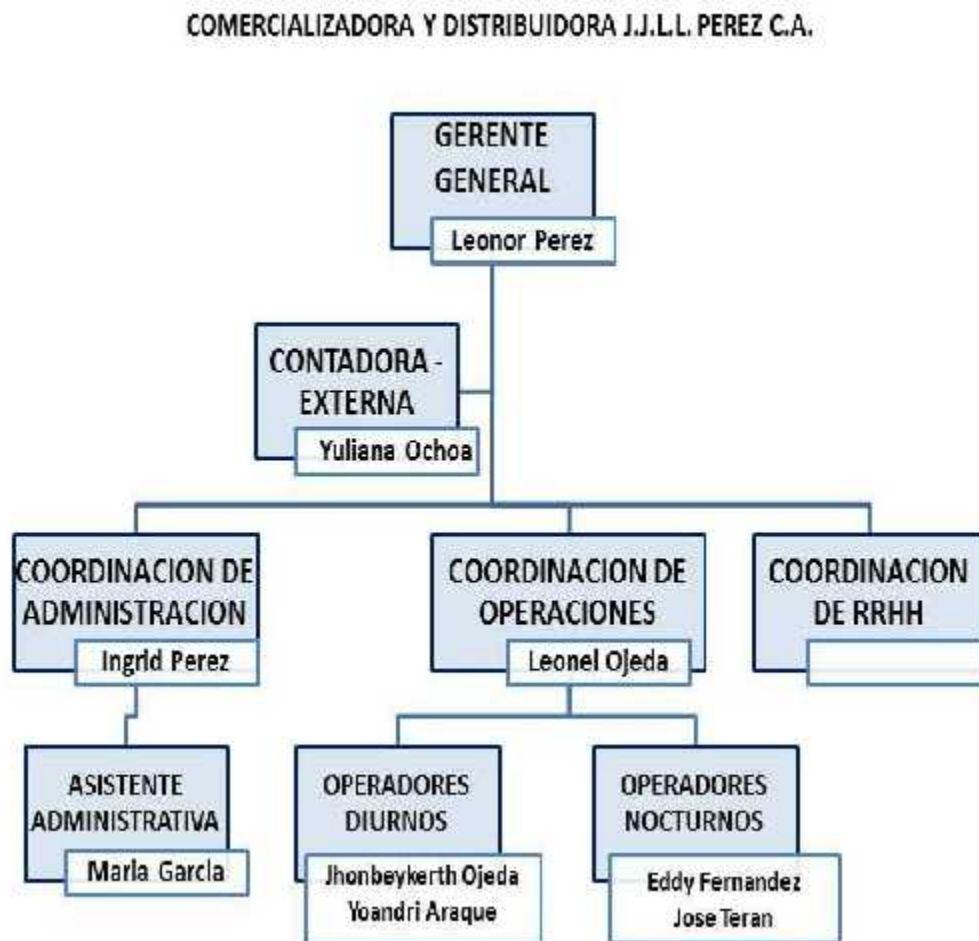 COMERCIALIZADORA Y DISTRIBUIDORA J.J.L.L. PEREZ C.A.
GERENTE
GENERAL
Leonor Perez
CONTADORA -
EXTERNA
Yuliana Ochoa
COORDINACION DE
ADMINISTRACION
Ingrid Perez
COORDINACION DE
OPERACIONES
Leonel Ojeda
COORDINACION
DE RRHH
ASISTENTE
ADMINISTRATIVA
Maria Garcia
OPERADORES
DIURNOS
Jhonbeykerth Ojeda
Yoandri Araque
OPERADORES
NOCTURNOS
Eddy Fernandez
Jose Teran